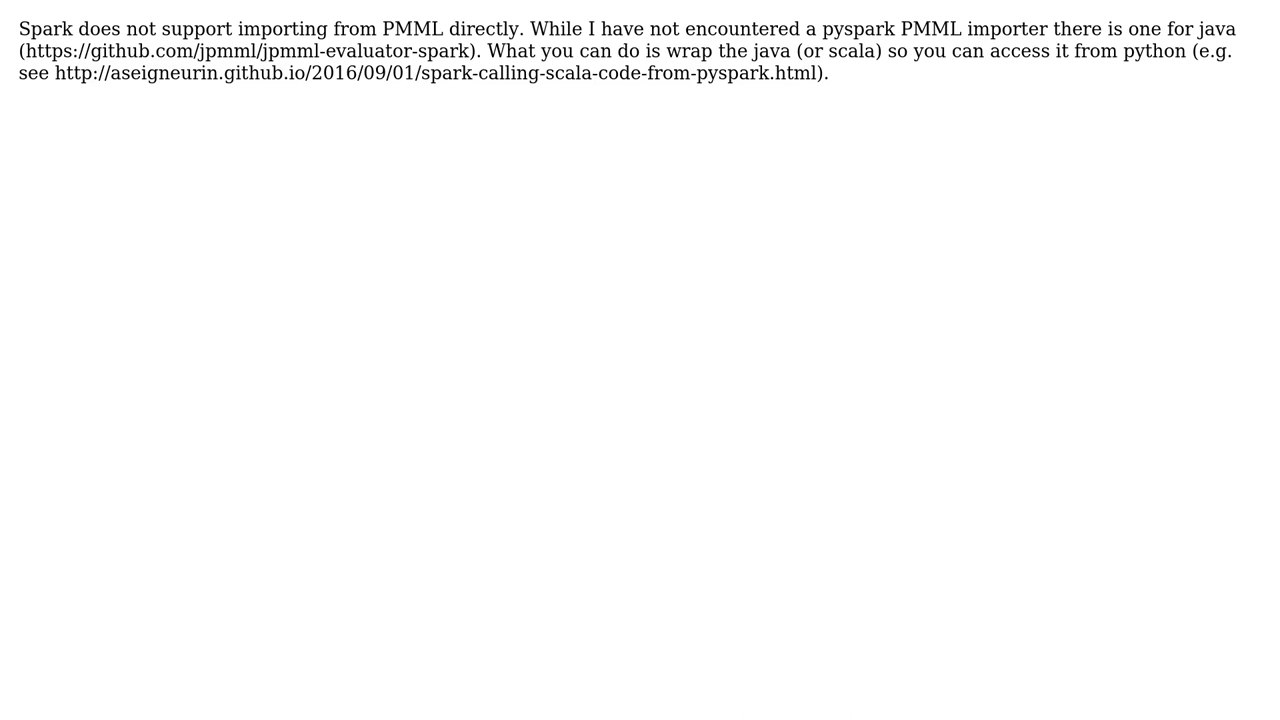 Spark does not support importing from PMML directly. While I have not encountered a pyspark PMML importer there is one for java
(https://github.com/jpmml/jpmml-evaluator-spark). What you can do is wrap the java (or scala) so you can access it from python (e.g.
see http://aseigneurin.github.io/2016/09/01/spark-calling-scala-code-from-pyspark.html).